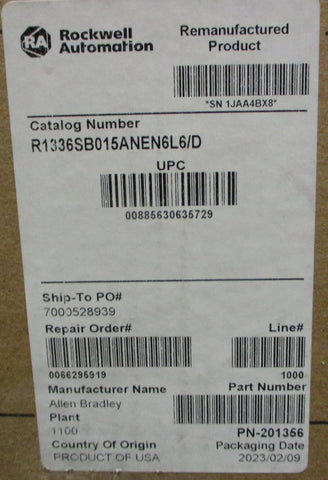 RA Rockwell Automation
Remanufactured Product
*SN 1JAA4BX8*
Catalog Number
R1336SB015ANEN6L6/D
UPC
00885630635729
Ship-To PO#
7000528939
Repair Order#
Line#
0066295919
1000
Manufacturer Name
Part Number
Allen Bradley
Plant
1100
PN-201356
Country Of Origin
Packaging Date
PRODUCT OF USA
2023/02/09